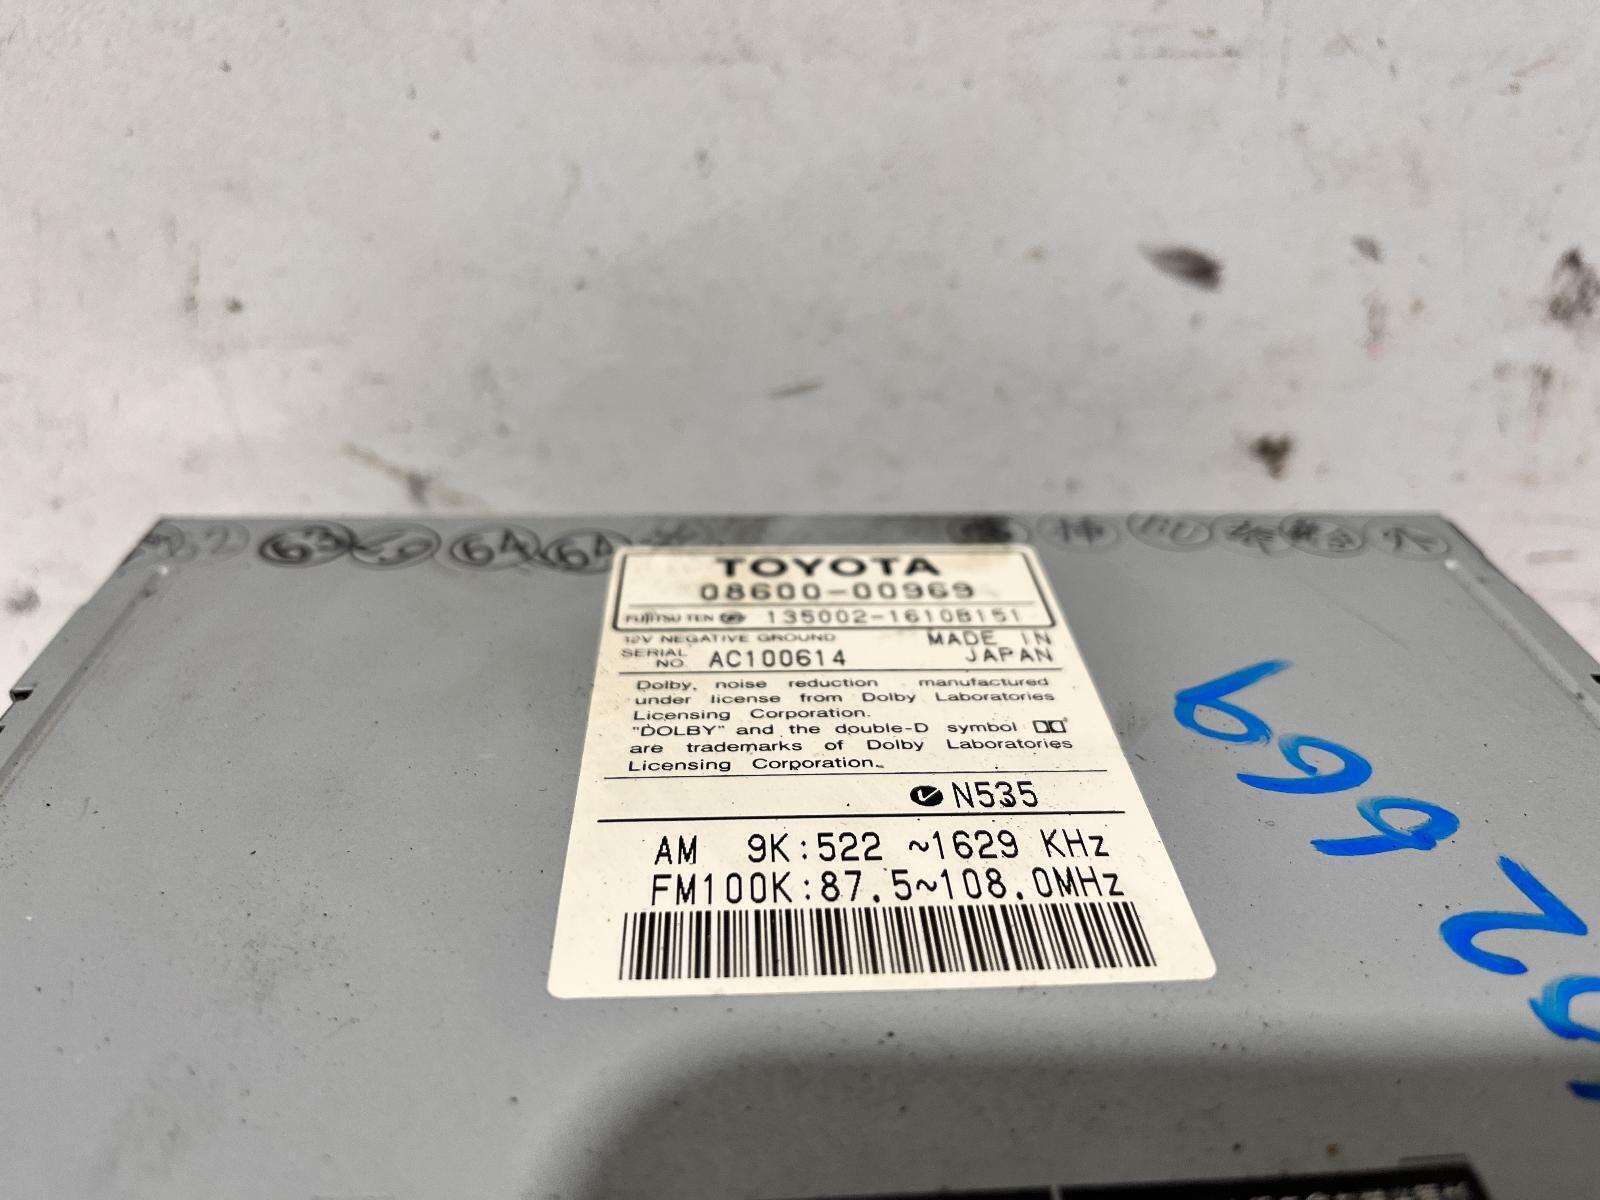 63 64 64
TOYOTA
08600-00969
FUJITSU TEN 135002-1610B151
12V NEGATIVE GROUND MADE IN
SERIAL NO. AC100614 JAPAN
Dolby, noise reduction manufactured
under license from Dolby Laboratories
Licensing Corporation.
"DOLBY" and the double-D symbol
are trademarks of Dolby Laboratories
Licensing Corporation.
N535
AM 9K:522 ~1629 KHz
FM100K:87.5~108.0MHz